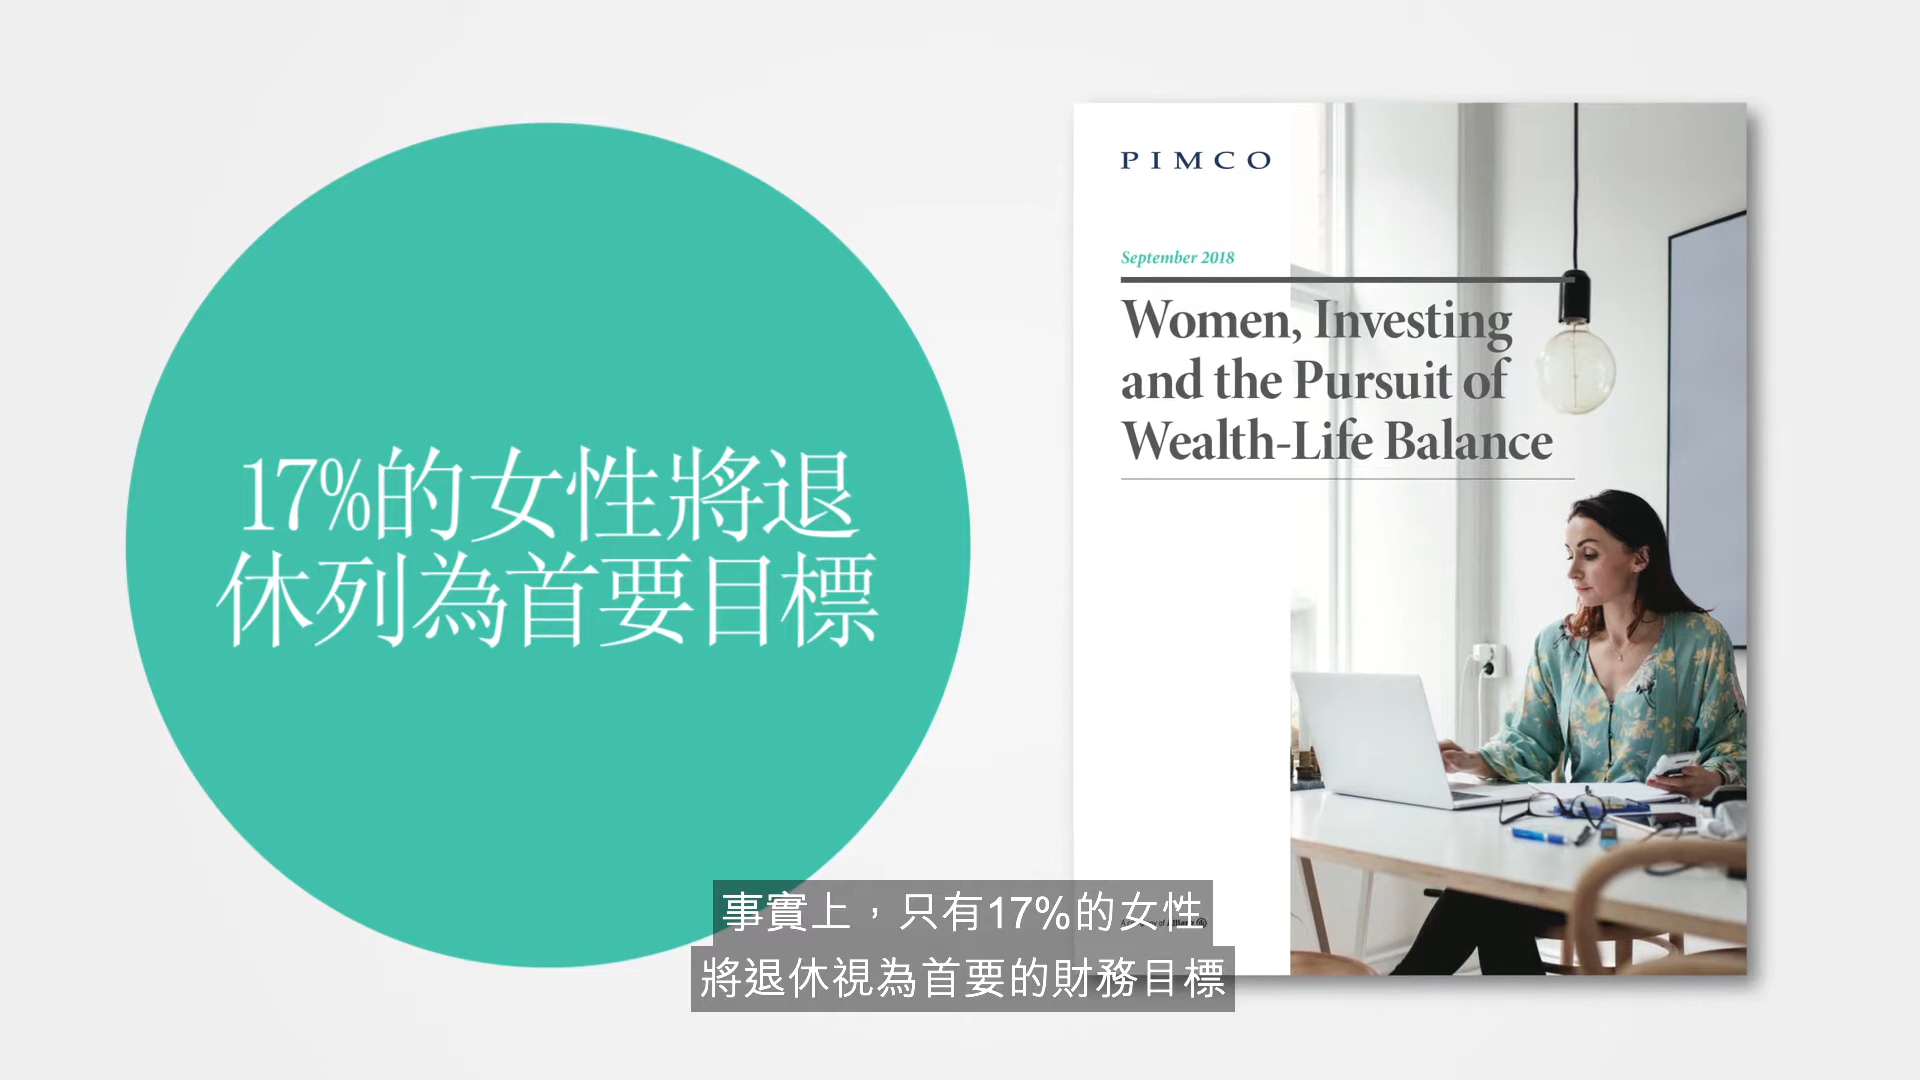 17%的女性將退
休列為首要目標
PIMCO
September 2018
Women, Investing
and the Pursuit of
Wealth-Life Balance
事實上，只有17%的女性
將退休視為首要的財務目標